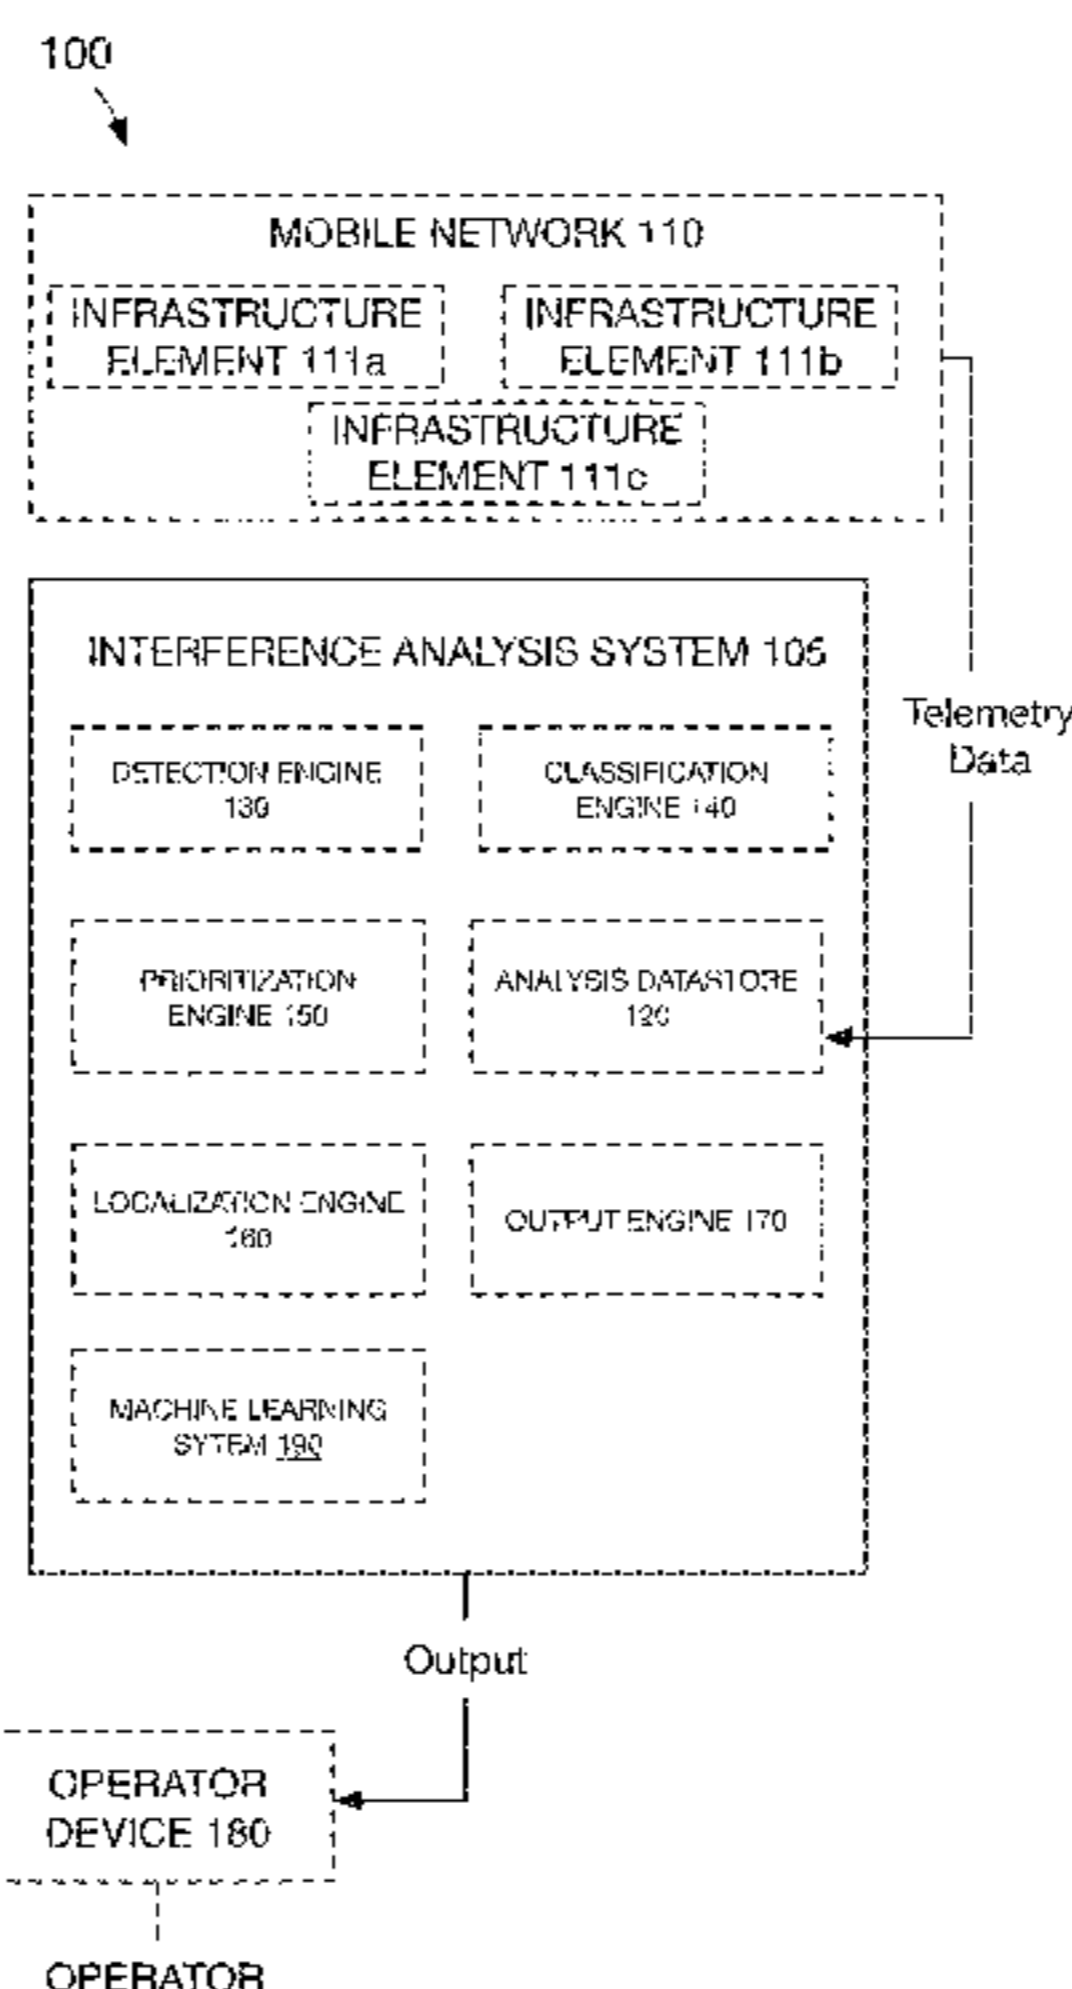 100
MOBILE NETWORK 110
INFRASTRUCTURE
ELEMENT 111a
INFRASTRUCTURE
ELEMENT 111b
INFRASTRUCTURE
ELEMENT 111c
INTERFERENCE ANALYSIS SYSTEM 105
Telemetry
Data
DETECTION ENGINE
130
CLASSIFICATION
ENGINE 140
PRIORITIZATION
ENGINE 150
ANALYSIS DATASTORE
120
LOCALIZATION ENGINE
160
OUTPUT ENGINE 170
MACHINE LEARNING
SYTEM 190
Output
OPERATOR
DEVICE 180
OPERATOR